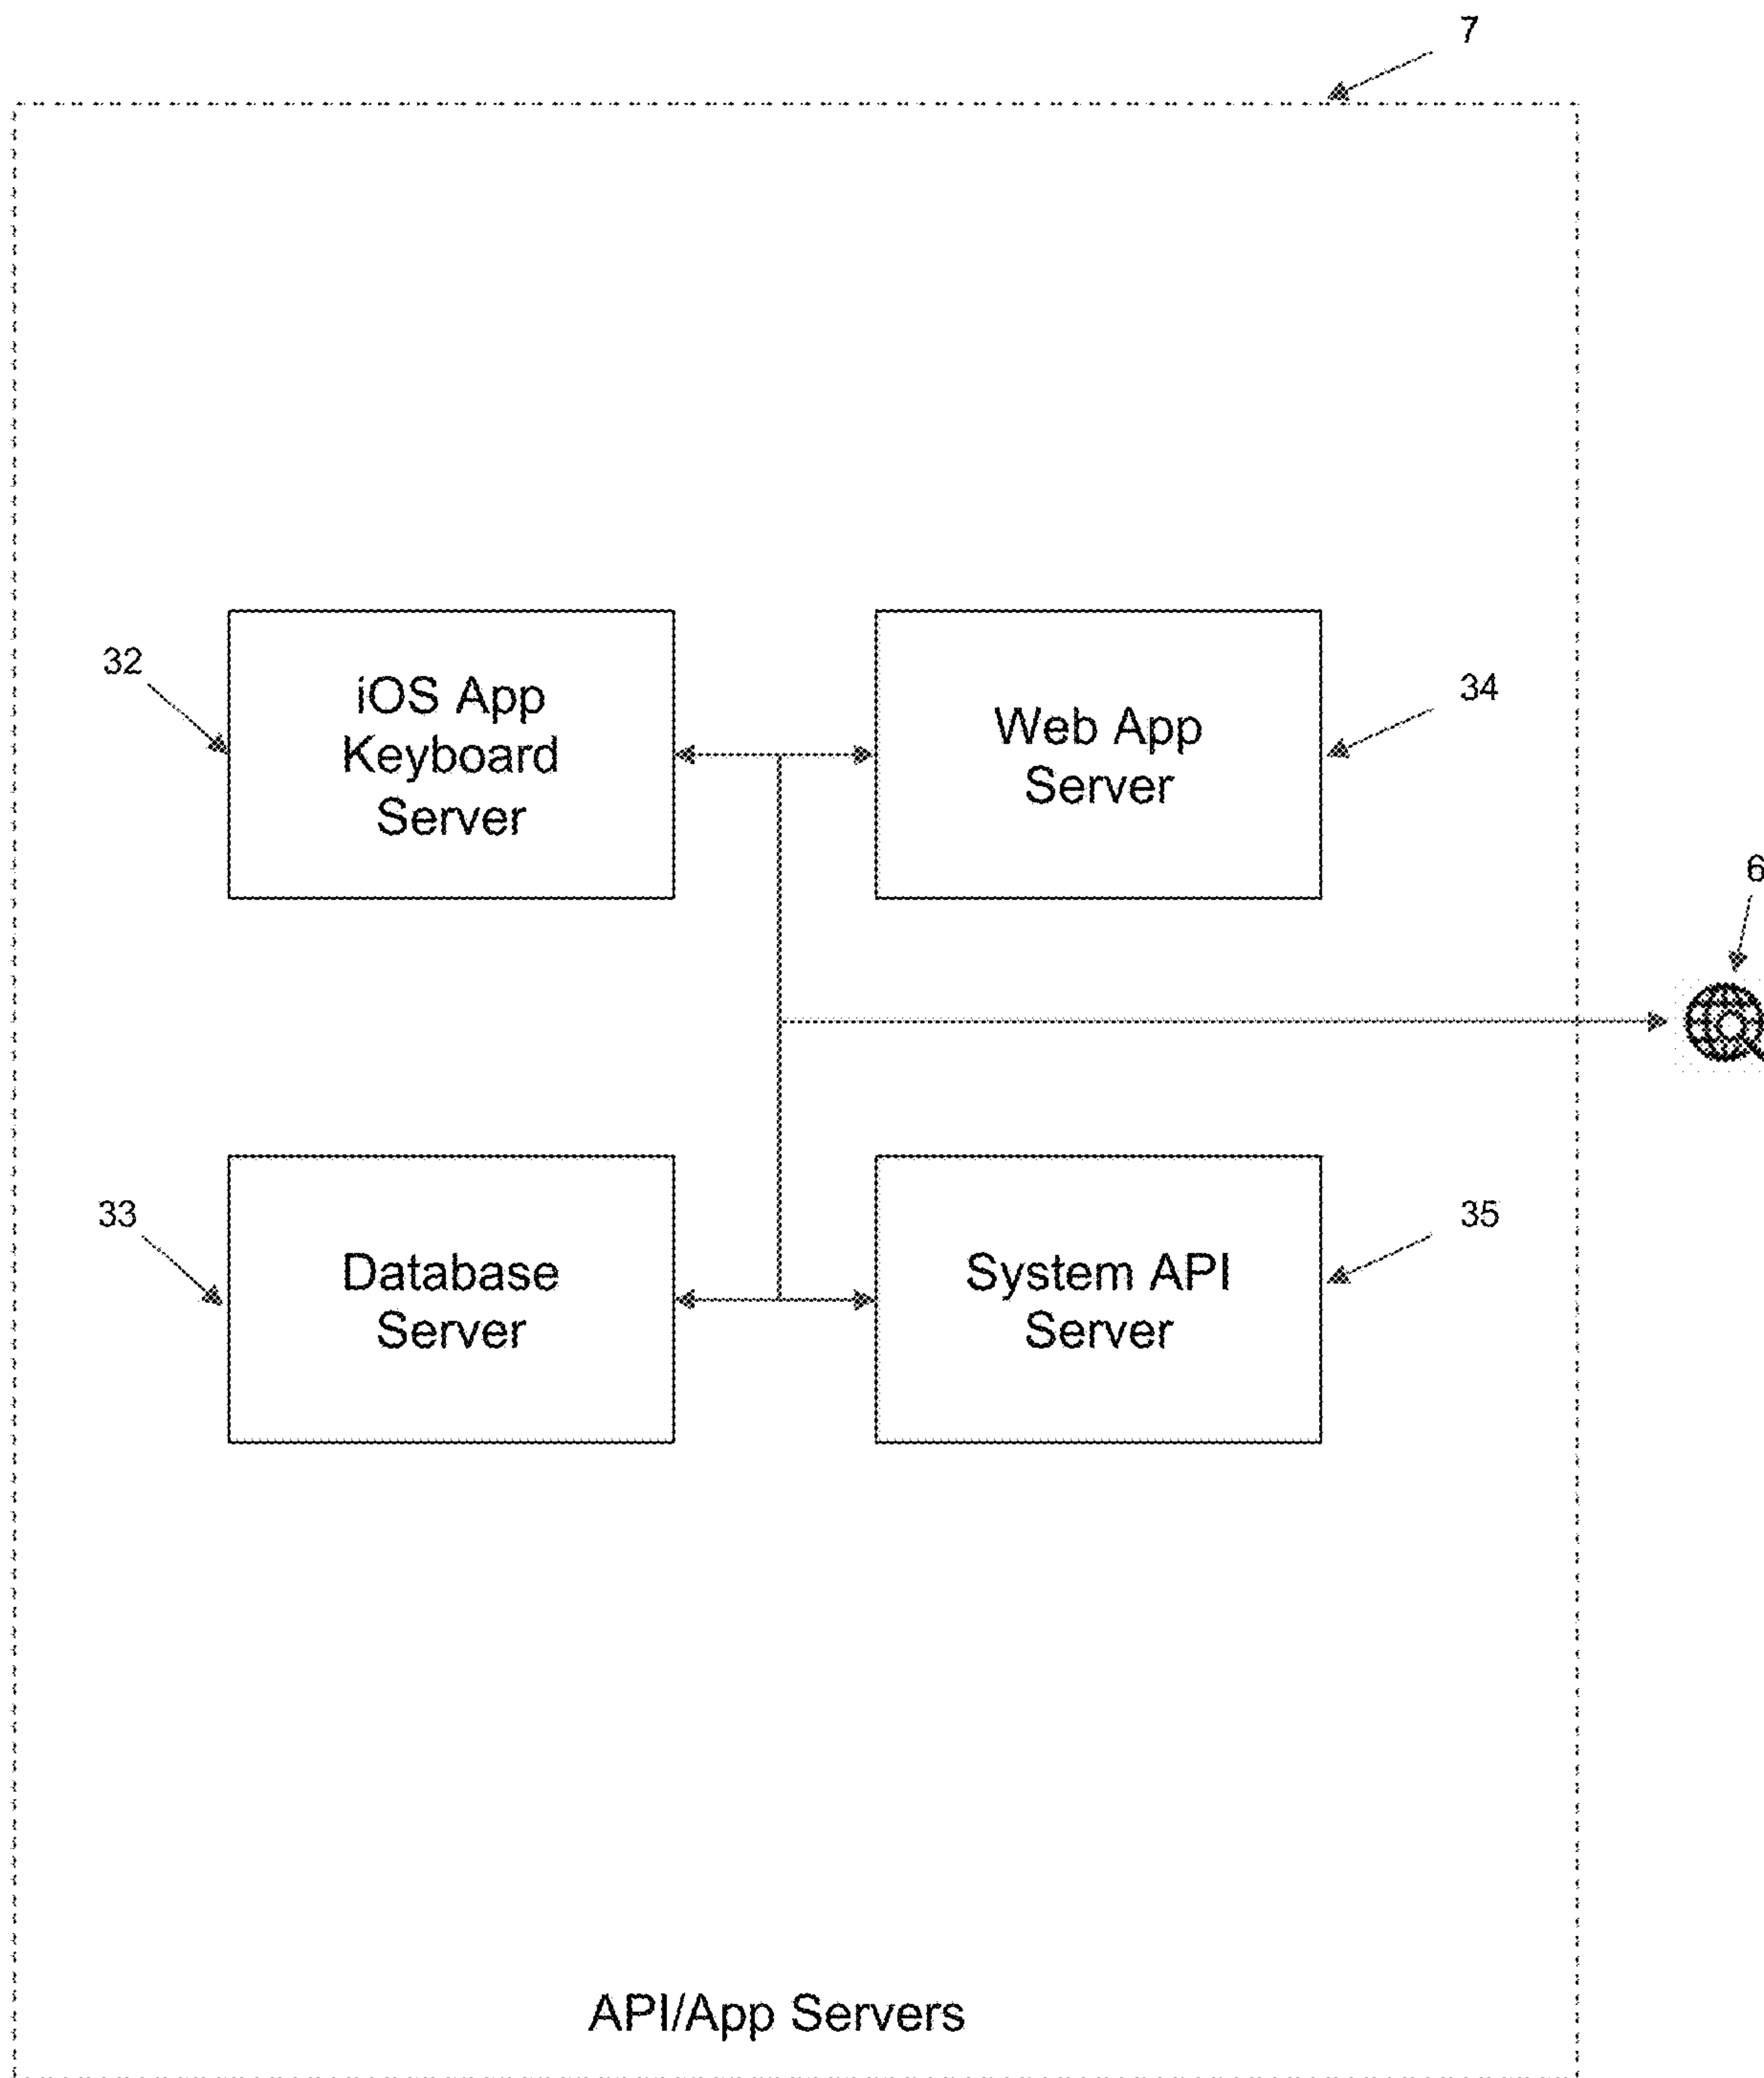 7
32
iOS App
Keyboard
Server
Web App
Server
34
6
33
Database
Server
System API
Server
35
API/App Servers